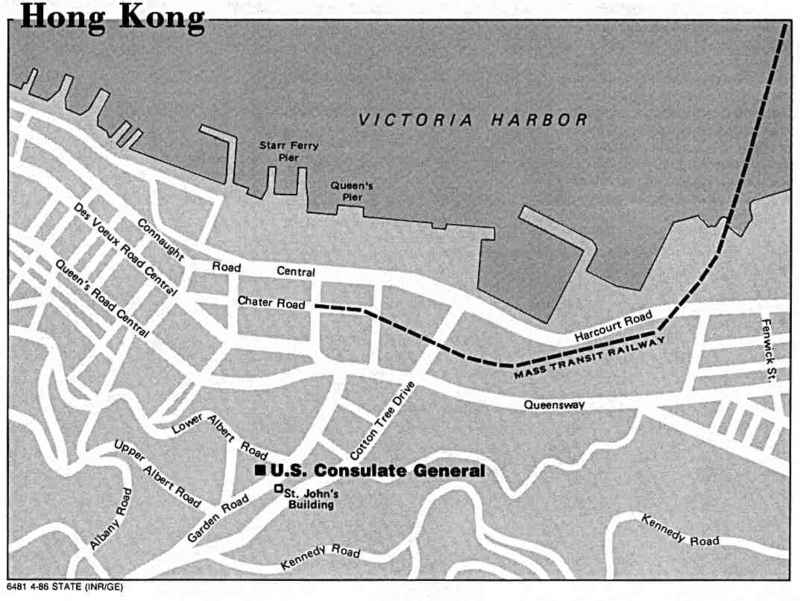 Hong Kong
VICTORIA HARBOR
Starr Ferry
Pier
Queen's
Pier
Connaught
Road Central
Des Voeux Road Central
Queen's Road Central
Chater Road
Harcourt Road
MASS TRANSIT RAILWAY
Fenwick St.
Queensway
Cotton Tree Drive
Lower Albert Road
Upper Albert Road
U.S. Consulate General
St. John's
Building
Albany Road
Garden Road
Kennedy Road
Kennedy Road
6481 4-86 STATE (INR/GE)